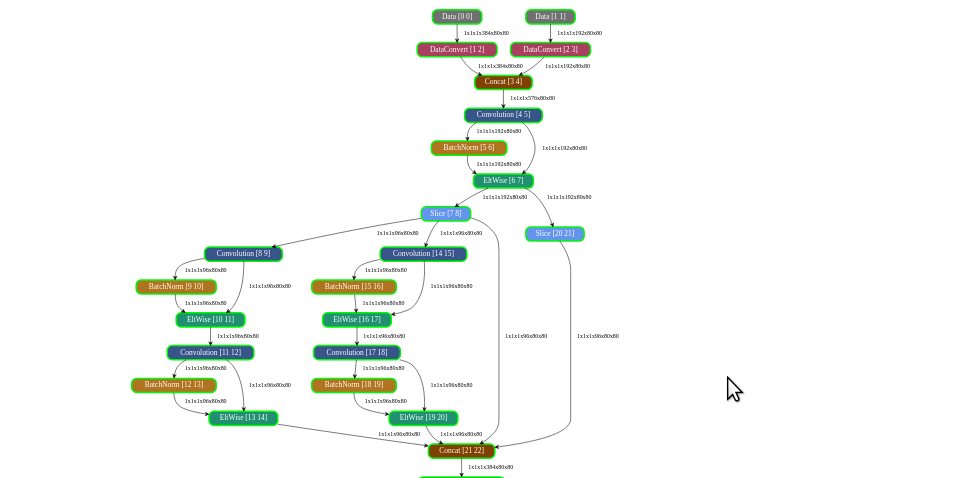 Data [0 0]
Data [1 1]
1x1x1x384x80x80
1x1x1x192x80x80
DataConvert [1 2]
DataConvert [2 3]
1x1x1x384x80x80
1x1x1x192x80x80
Concat [3 4]
1x1x1x576x80x80
Convolution [4 5]
1x1x1x192x80x80
BatchNorm [5 6]
1x1x1x192x80x80
1x1x1x192x80x80
EltWise [6 7]
1x1x1x192x80x80
1x1x1x192x80x80
Slice [7 8]
Slice [20 21]
1x1x1x96x80x80
1x1x1x96x80x80
Convolution [8 9]
Convolution [14 15]
1x1x1x96x80x80
1x1x1x96x80x80
BatchNorm [9 10]
1x1x1x96x80x80
BatchNorm [15 16]
1x1x1x96x80x80
1x1x1x96x80x80
1x1x1x96x80x80
EltWise [10 11]
EltWise [16 17]
1x1x1x96x80x80
1x1x1x96x80x80
1x1x1x96x80x80
1x1x1x96x80x80
Convolution [11 12]
Convolution [17 18]
1x1x1x96x80x80
1x1x1x96x80x80
BatchNorm [12 13]
1x1x1x96x80x80
BatchNorm [18 19]
1x1x1x96x80x80
1x1x1x96x80x80
1x1x1x96x80x80
EltWise [13 14]
EltWise [19 20]
1x1x1x96x80x80
1x1x1x96x80x80
Concat [21 22]
1x1x1x384x80x80